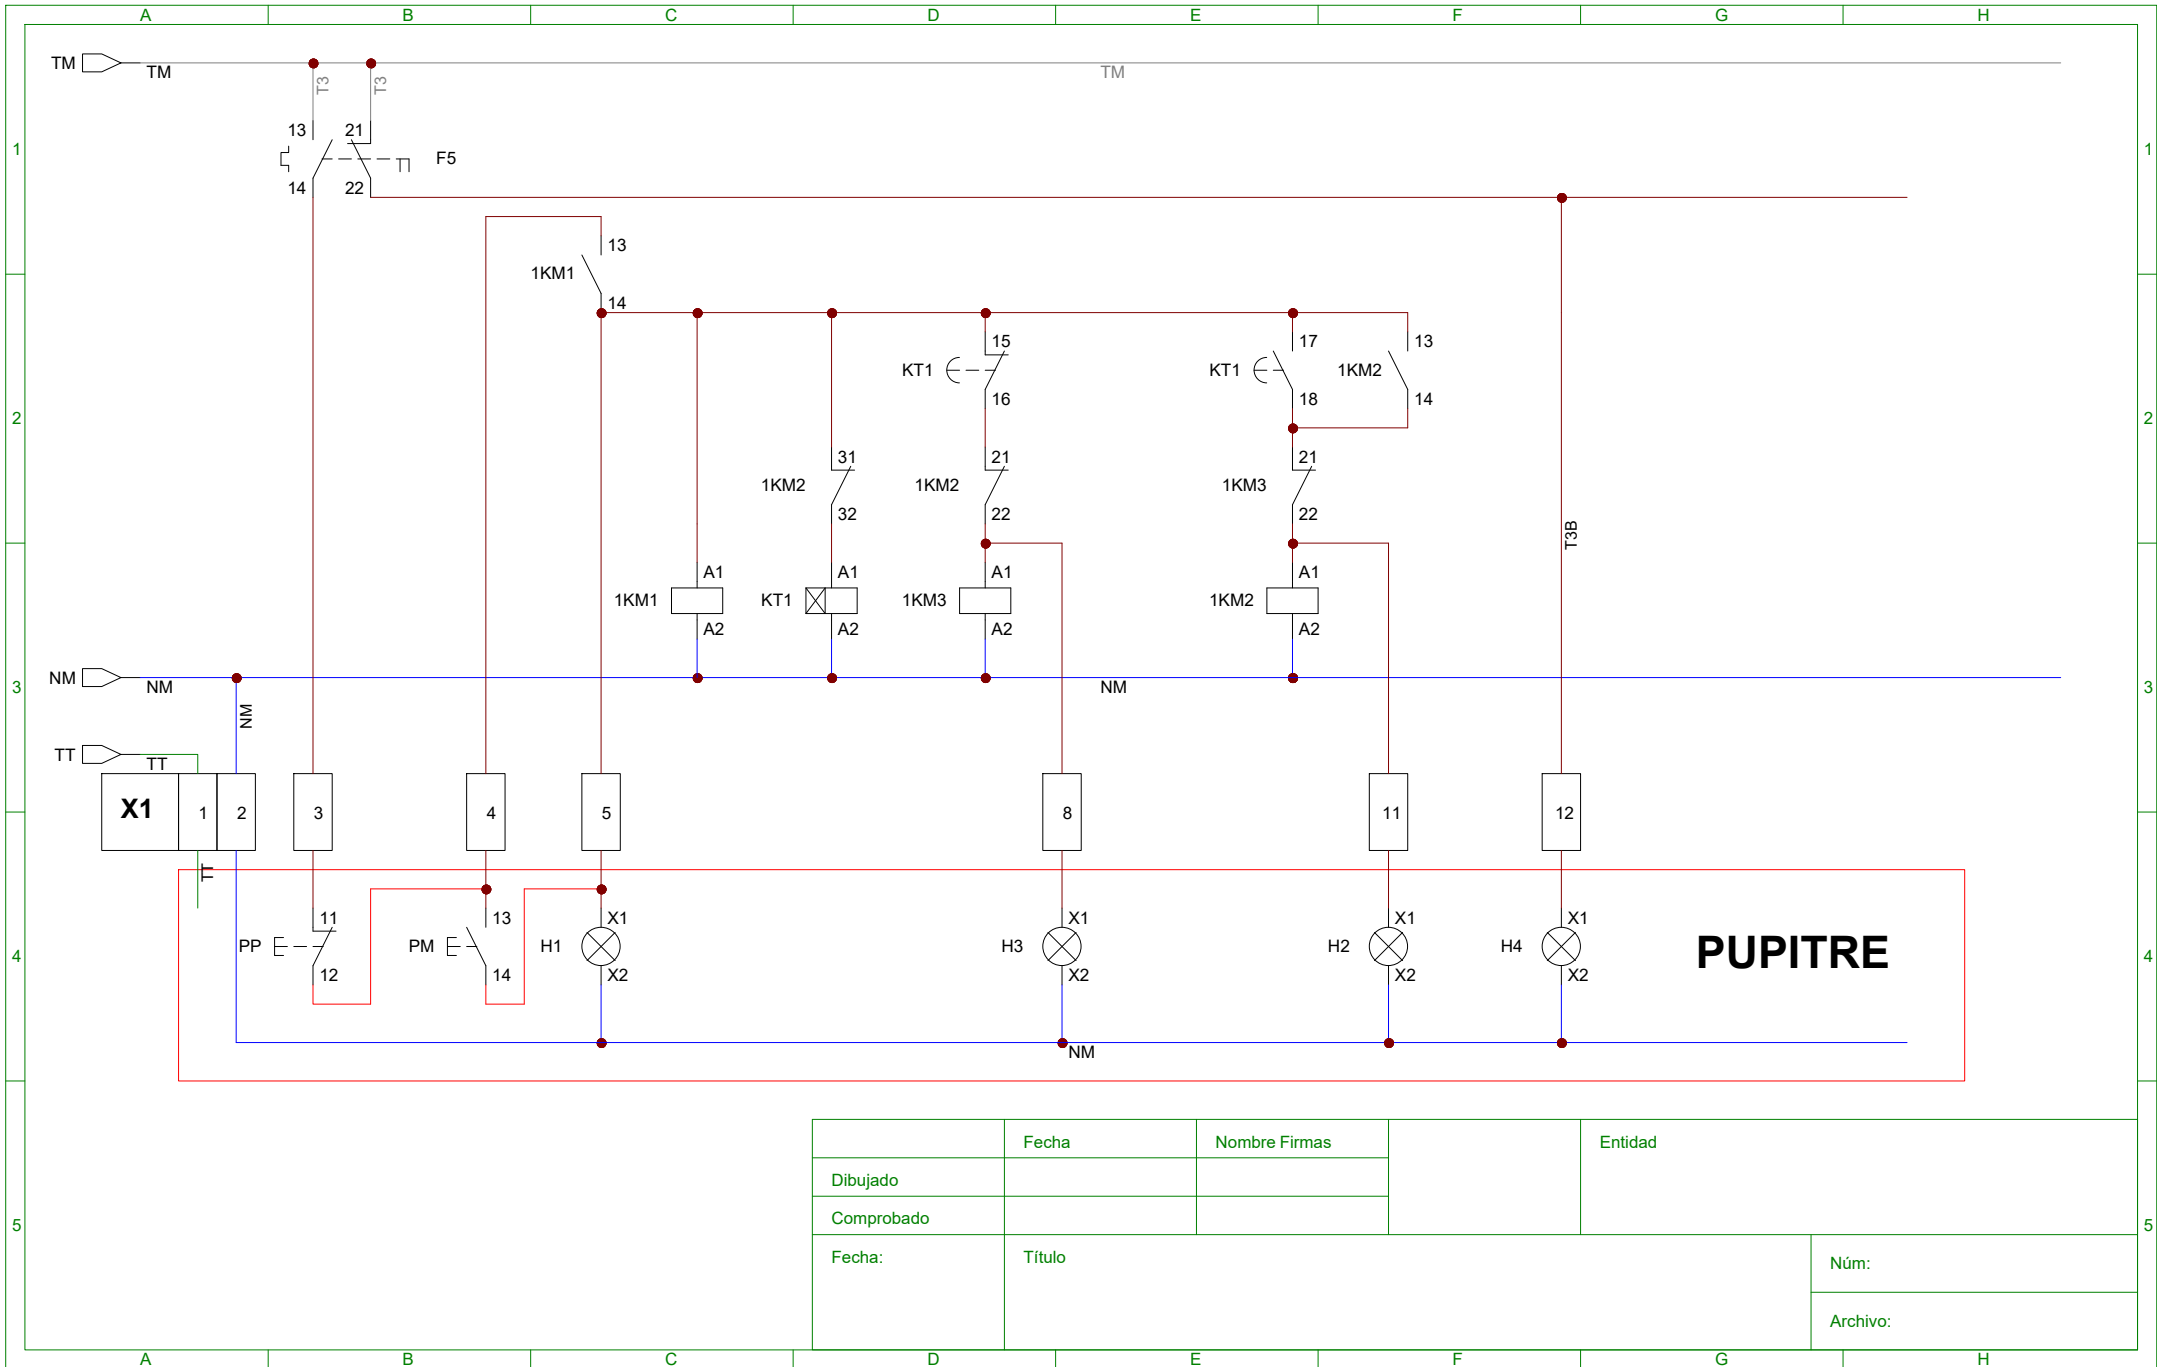 A B C D E F G H
TM
TM
TM
T3
T3
13
21
1
1
F5
14
22
13
1KM1
14
15
17
13
KT1
KT1
1KM2
16
18
14
2
2
31
21
21
1KM2
1KM2
1KM3
32
22
22
T3B
A1
A1
A1
A1
1KM1
KT1
1KM3
1KM2
A2
A2
A2
A2
NM
NM
NM
3
3
NM
TT
TT
X1
1
2
3
4
5
8
11
12
TT
11
13
X1
X1
X1
X1
PP
PM
H1
H3
H2
H4
PUPITRE
4
4
12
14
X2
X2
X2
X2
NM
Fecha
Nombre Firmas
Entidad
Dibujado
Comprobado
5
5
Fecha:
Título
Núm:
Archivo:
A B C D E F G H